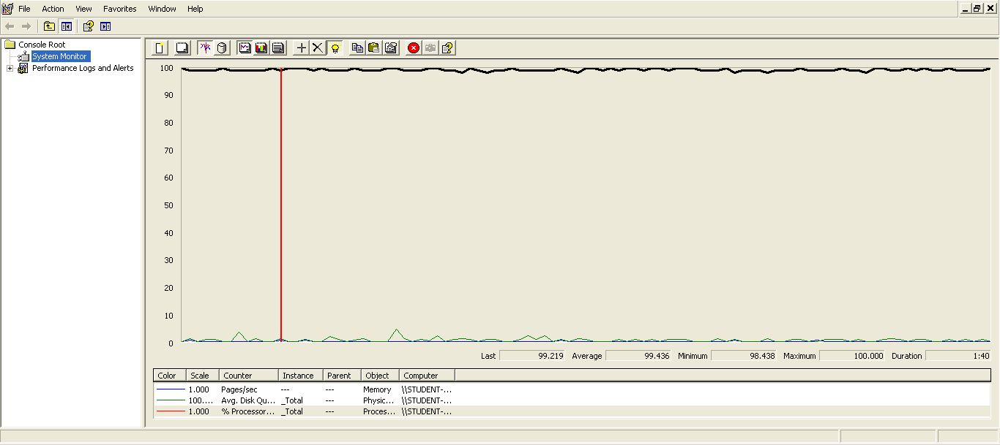 File Action View Favorites Window Help
Console Root
System Monitor
Performance Logs and Alerts
100
90
80
70
60
50
40
30
20
10
0
Last 99.219 Average 99.436 Minimum 98.438 Maximum 100.000 Duration 1:40
Color Scale Counter Instance Parent Object Computer
1.000 Pages/sec --- --- Memory \\STUDENT-...
100.... Avg. Disk Qu... _Total --- Physic... \\STUDENT-...
1.000 % Processor... _Total --- Proces... \\STUDENT-...